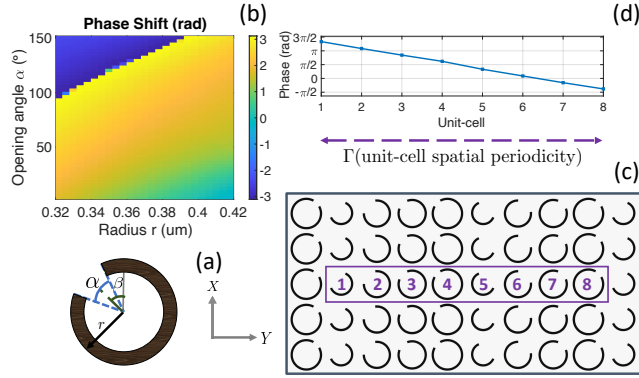 Phase Shift (rad)
(b)
Opening angle α (°)
150
100
50
0.32 0.34 0.36 0.38 0.4 0.42
Radius r (um)
3
2
1
0
-1
-2
-3
(d)
Phase (rad)
3π/2
π
π/2
0
-π/2
1 2 3 4 5 6 7 8
Unit-cell
Γ(unit-cell spatial periodicity)
(c)
1 2 3 4 5 6 7 8
(a)
α
β
r
X
Y